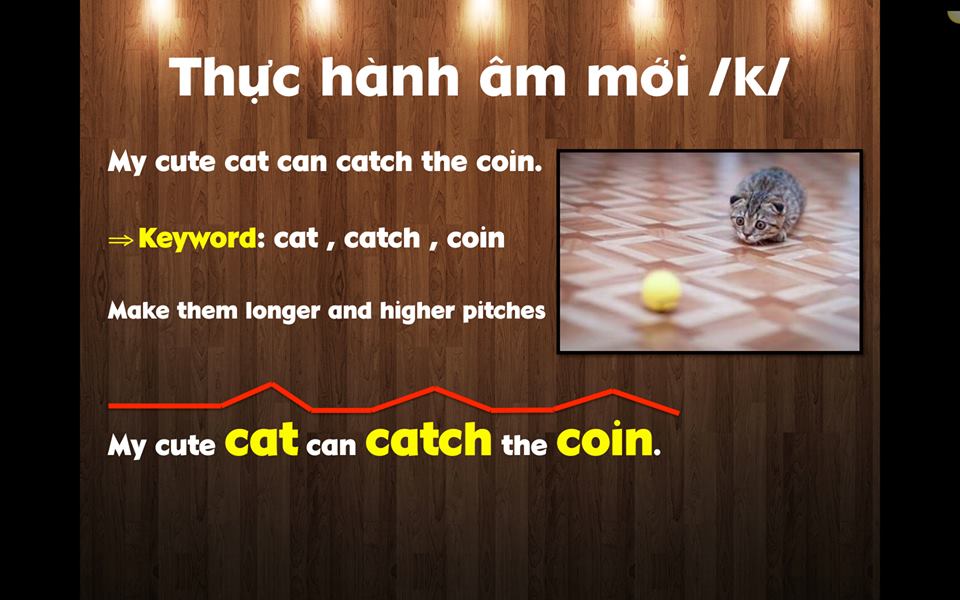 Thực hành âm mới /k/
My cute cat can catch the coin.
⇒Keyword: cat , catch , coin
Make them longer and higher pitches
My cute cat can catch the coin.